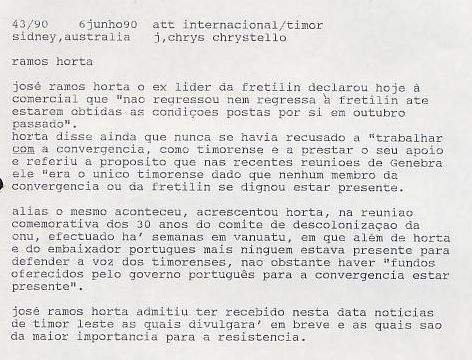 43/90 6junho90 att internacional/timor
sidney,australia j,chrys chrystello
ramos horta
josé ramos horta o ex lider da fretilin declarou hoje à
comercial que "nao regressou nem regressa à fretilin ate
estarem obtidas as condiçoes postas por si em outubro
passado".
horta disse ainda que nunca se havia recusado a "trabalhar
com a convergencia, como timorense e a prestar o seu apoio
e referiu a proposito que nas recentes reunioes de Genebra
ele "era o unico timorense dado que nenhum membro da
convergencia ou da fretilin se dignou estar presente.
alias o mesmo aconteceu, acrescentou horta, na reuniao
comemorativa dos 30 anos do comite de descolonizaçao da
onu, efectuado ha' semanas em vanuatu, em que além de horta
e do embaixador portugues mais ninguem estava presente para
defender a voz dos timorenses, nao obstante haver "fundos
oferecidos pelo governo português para a convergencia estar
presente".
josé ramos horta admitiu ter recebido nesta data noticias
de timor leste as quais divulgara' em breve e as quais sao
da maior importancia para a resistencia.